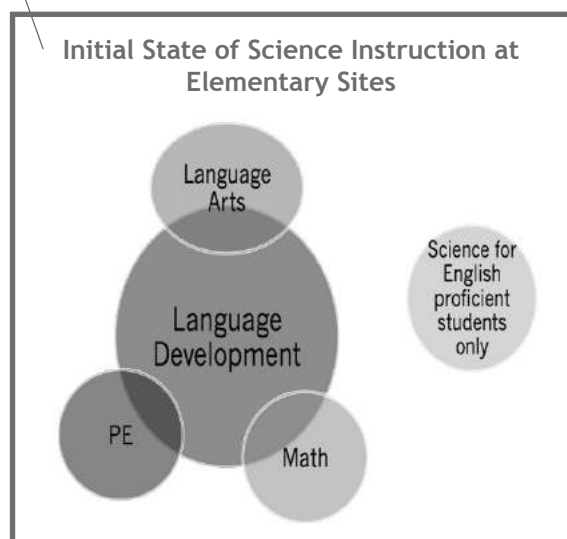 Initial State of Science Instruction at
Elementary Sites
Language
Arts
Science for
English
proficient
students
only
Language
Development
PE
Math